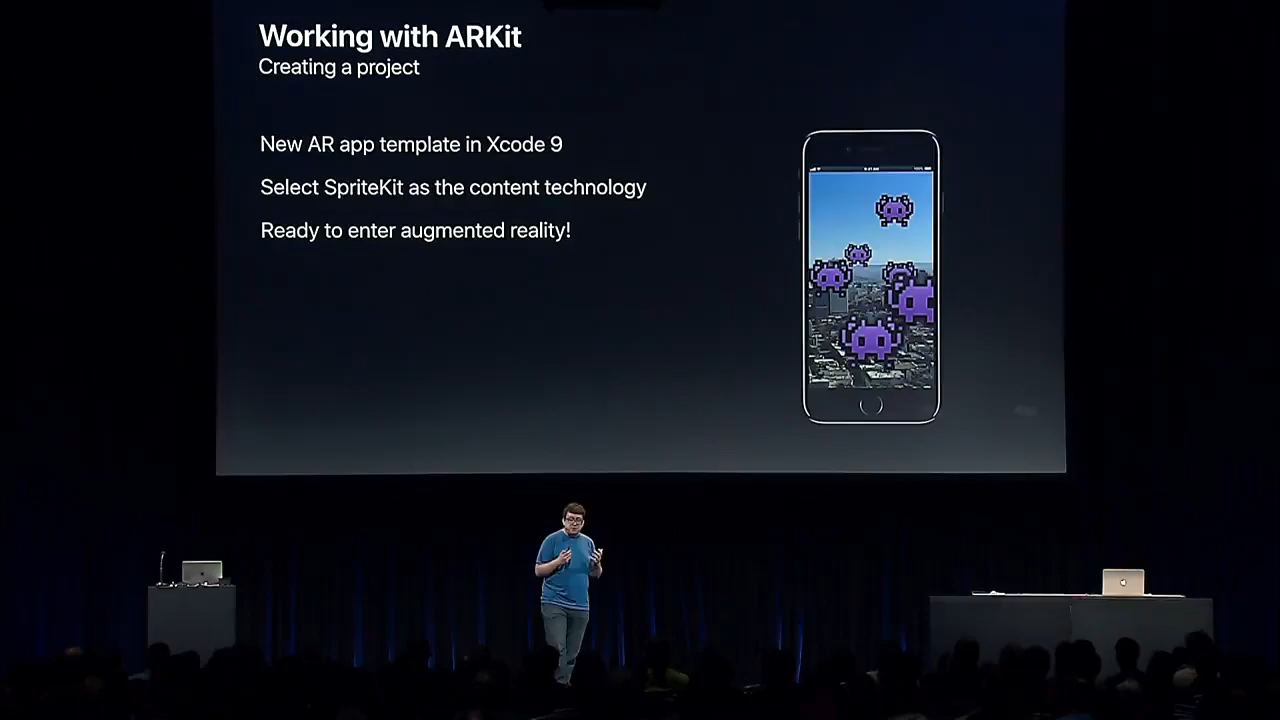 Working with ARKit
Creating a project
New AR app template in Xcode 9
Select SpriteKit as the content technology
Ready to enter augmented reality!